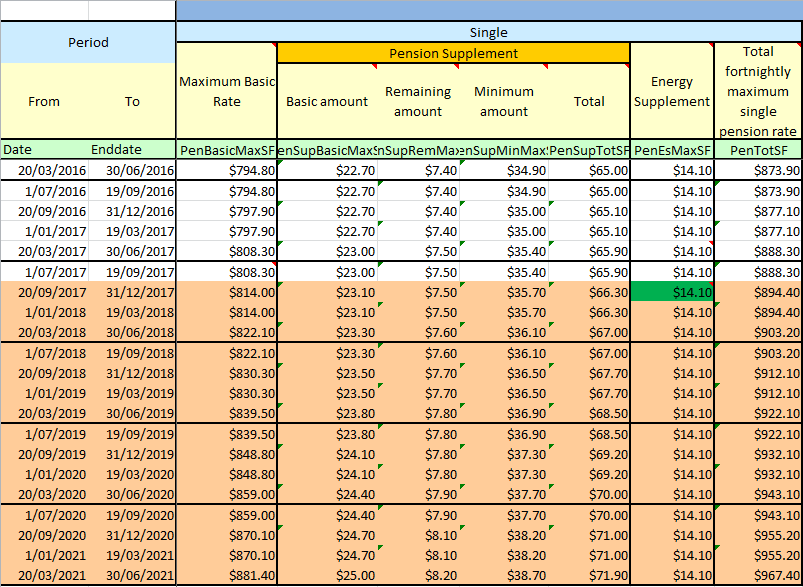 Single
Period
Pension Supplement
Maximum Basic Rate
Basic amount
Remaining amount
Minimum amount
Total
Energy Supplement
Total fortnightly maximum single pension rate
From To
Date Enddate PenBasicMaxSF enSupBasicMaxS nSupRemMax enSupMinMaxS PenSupTotSF PenEsMaxSF PenTotSF
20/03/2016 30/06/2016 $794.80 $22.70 $7.40 $34.90 $65.00 $14.10 $873.90
1/07/2016 19/09/2016 $794.80 $22.70 $7.40 $34.90 $65.00 $14.10 $873.90
20/09/2016 31/12/2016 $797.90 $22.70 $7.40 $35.00 $65.10 $14.10 $877.10
1/01/2017 19/03/2017 $797.90 $22.70 $7.40 $35.00 $65.10 $14.10 $877.10
20/03/2017 30/06/2017 $808.30 $23.00 $7.50 $35.40 $65.90 $14.10 $888.30
1/07/2017 19/09/2017 $808.30 $23.00 $7.50 $35.40 $65.90 $14.10 $888.30
20/09/2017 31/12/2017 $814.00 $23.10 $7.50 $35.70 $66.30 $14.10 $894.40
1/01/2018 19/03/2018 $814.00 $23.10 $7.50 $35.70 $66.30 $14.10 $894.40
20/03/2018 30/06/2018 $822.10 $23.30 $7.60 $36.10 $67.00 $14.10 $903.20
1/07/2018 19/09/2018 $822.10 $23.30 $7.60 $36.10 $67.00 $14.10 $903.20
20/09/2018 31/12/2018 $830.30 $23.50 $7.70 $36.50 $67.70 $14.10 $912.10
1/01/2019 19/03/2019 $830.30 $23.50 $7.70 $36.50 $67.70 $14.10 $912.10
20/03/2019 30/06/2019 $839.50 $23.80 $7.80 $36.90 $68.50 $14.10 $922.10
1/07/2019 19/09/2019 $839.50 $23.80 $7.80 $36.90 $68.50 $14.10 $922.10
20/09/2019 31/12/2019 $848.80 $24.10 $7.80 $37.30 $69.20 $14.10 $932.10
1/01/2020 19/03/2020 $848.80 $24.10 $7.80 $37.30 $69.20 $14.10 $932.10
20/03/2020 30/06/2020 $859.00 $24.40 $7.90 $37.70 $70.00 $14.10 $943.10
1/07/2020 19/09/2020 $859.00 $24.40 $7.90 $37.70 $70.00 $14.10 $943.10
20/09/2020 31/12/2020 $870.10 $24.70 $8.10 $38.20 $71.00 $14.10 $955.20
1/01/2021 19/03/2021 $870.10 $24.70 $8.10 $38.20 $71.00 $14.10 $955.20
20/03/2021 30/06/2021 $881.40 $25.00 $8.20 $38.70 $71.90 $14.10 $967.40